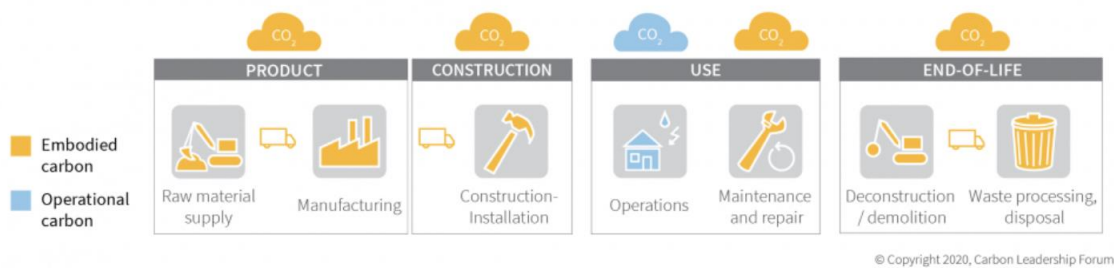 CO2
CO2
CO2
CO2
CO2
PRODUCT
CONSTRUCTION
USE
END-OF-LIFE
Embodied
carbon
Operational
carbon
Raw material
supply
Manufacturing
Construction-
Installation
Operations
Maintenance
and repair
Deconstruction
/ demolition
Waste processing,
disposal
© Copyright 2020, Carbon Leadership Forum